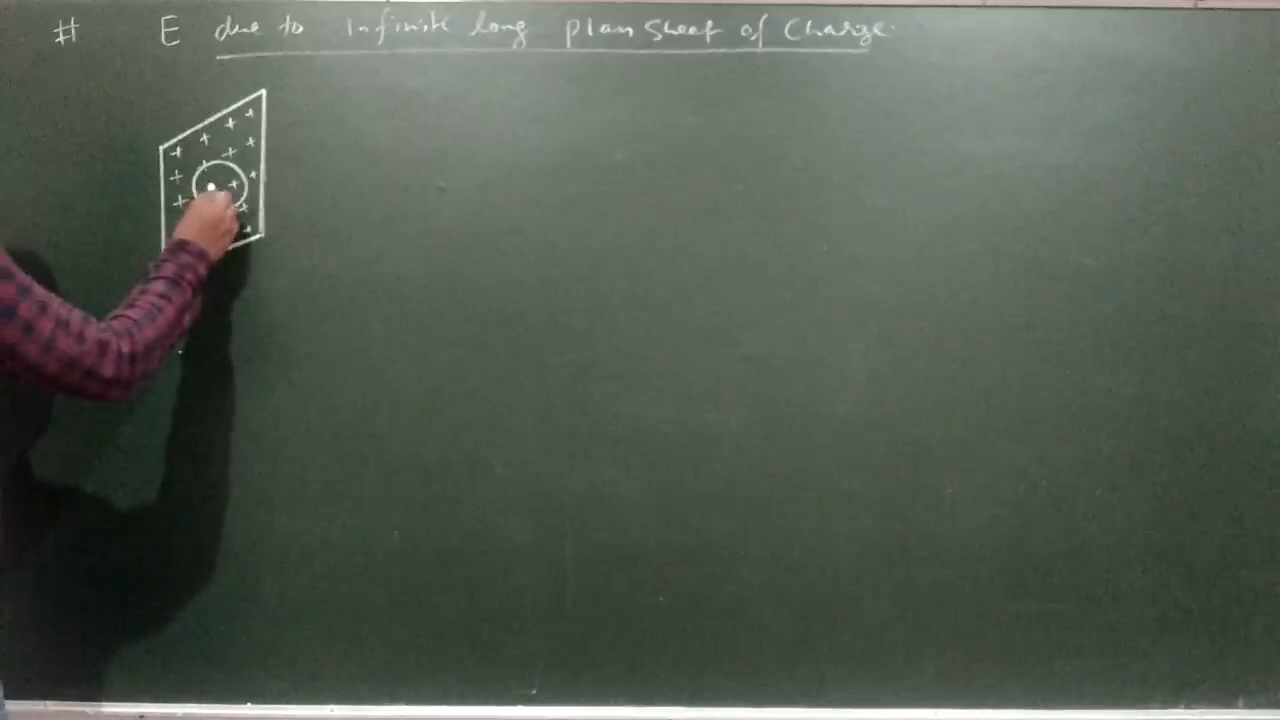 # E due to Infinite long plan sheet of Charge.